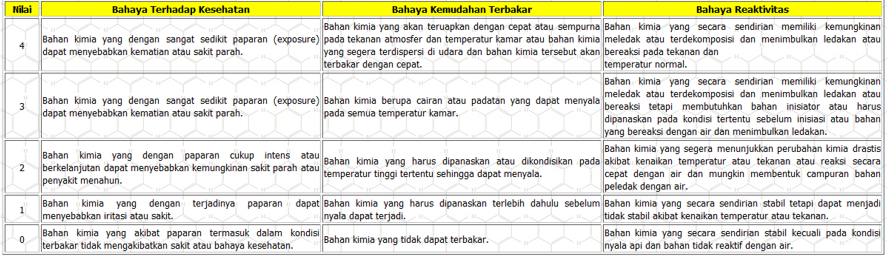 Nilai
Bahaya Terhadap Kesehatan
Bahaya Kemudahan Terbakar
Bahaya Reaktivitas
4
Bahan kimia yang dengan sangat sedikit paparan (exposure)
dapat menyebabkan kematian atau sakit parah.
Bahan kimia yang akan teruapkan dengan cepat atau sempurna
pada tekanan atmosfer dan temperatur kamar atau bahan kimia
yang segera terdispersi di udara dan bahan kimia tersebut akan
terbakar dengan cepat.
Bahan kimia yang secara sendirian memiliki kemungkinan
meledak atau terdekomposisi dan menimbulkan ledakan atau
bereaksi pada tekanan dan
temperatur normal.
3
Bahan kimia yang dengan sangat sedikit paparan (exposure)
dapat menyebabkan kematian atau sakit parah.
Bahan kimia berupa cairan atau padatan yang dapat menyala
pada semua temperatur kamar.
Bahan kimia yang secara sendirian memiliki kemungkinan
meledak atau terdekomposisi dan menimbulkan ledakan atau
bereaksi tetapi membutuhkan bahan inisiator atau harus
dipanaskan pada kondisi tertentu sebelum inisiasi atau bahan
yang bereaksi dengan air dan menimbulkan ledakan.
2
Bahan kimia yang dengan paparan cukup intens atau
berkelanjutan dapat menyebabkan kemungkinan sakit parah atau
penyakit menahun.
Bahan kimia yang harus dipanaskan atau dikondisikan pada
temperatur tinggi tertentu sehingga dapat menyala.
Bahan kimia yang segera menunjukkan perubahan kimia drastis
akibat kenaikan temperatur atau tekanan atau reaksi secara
cepat dengan air dan mungkin membentuk campuran bahan
peledak dengan air.
1
Bahan kimia yang dengan terjadinya paparan dapat
menyebabkan iritasi atau sakit.
Bahan kimia yang harus dipanaskan terlebih dahulu sebelum
nyala dapat terjadi.
Bahan kimia yang secara sendirian stabil tetapi dapat menjadi
tidak stabil akibat kenaikan temperatur atau tekanan.
0
Bahan kimia yang akibat paparan termasuk dalam kondisi
terbakar tidak mengakibatkan sakit atau bahaya kesehatan.
Bahan kimia yang tidak dapat terbakar.
Bahan kimia yang secara sendirian stabil kecuali pada kondisi
nyala api dan bahan tidak reaktif dengan air.